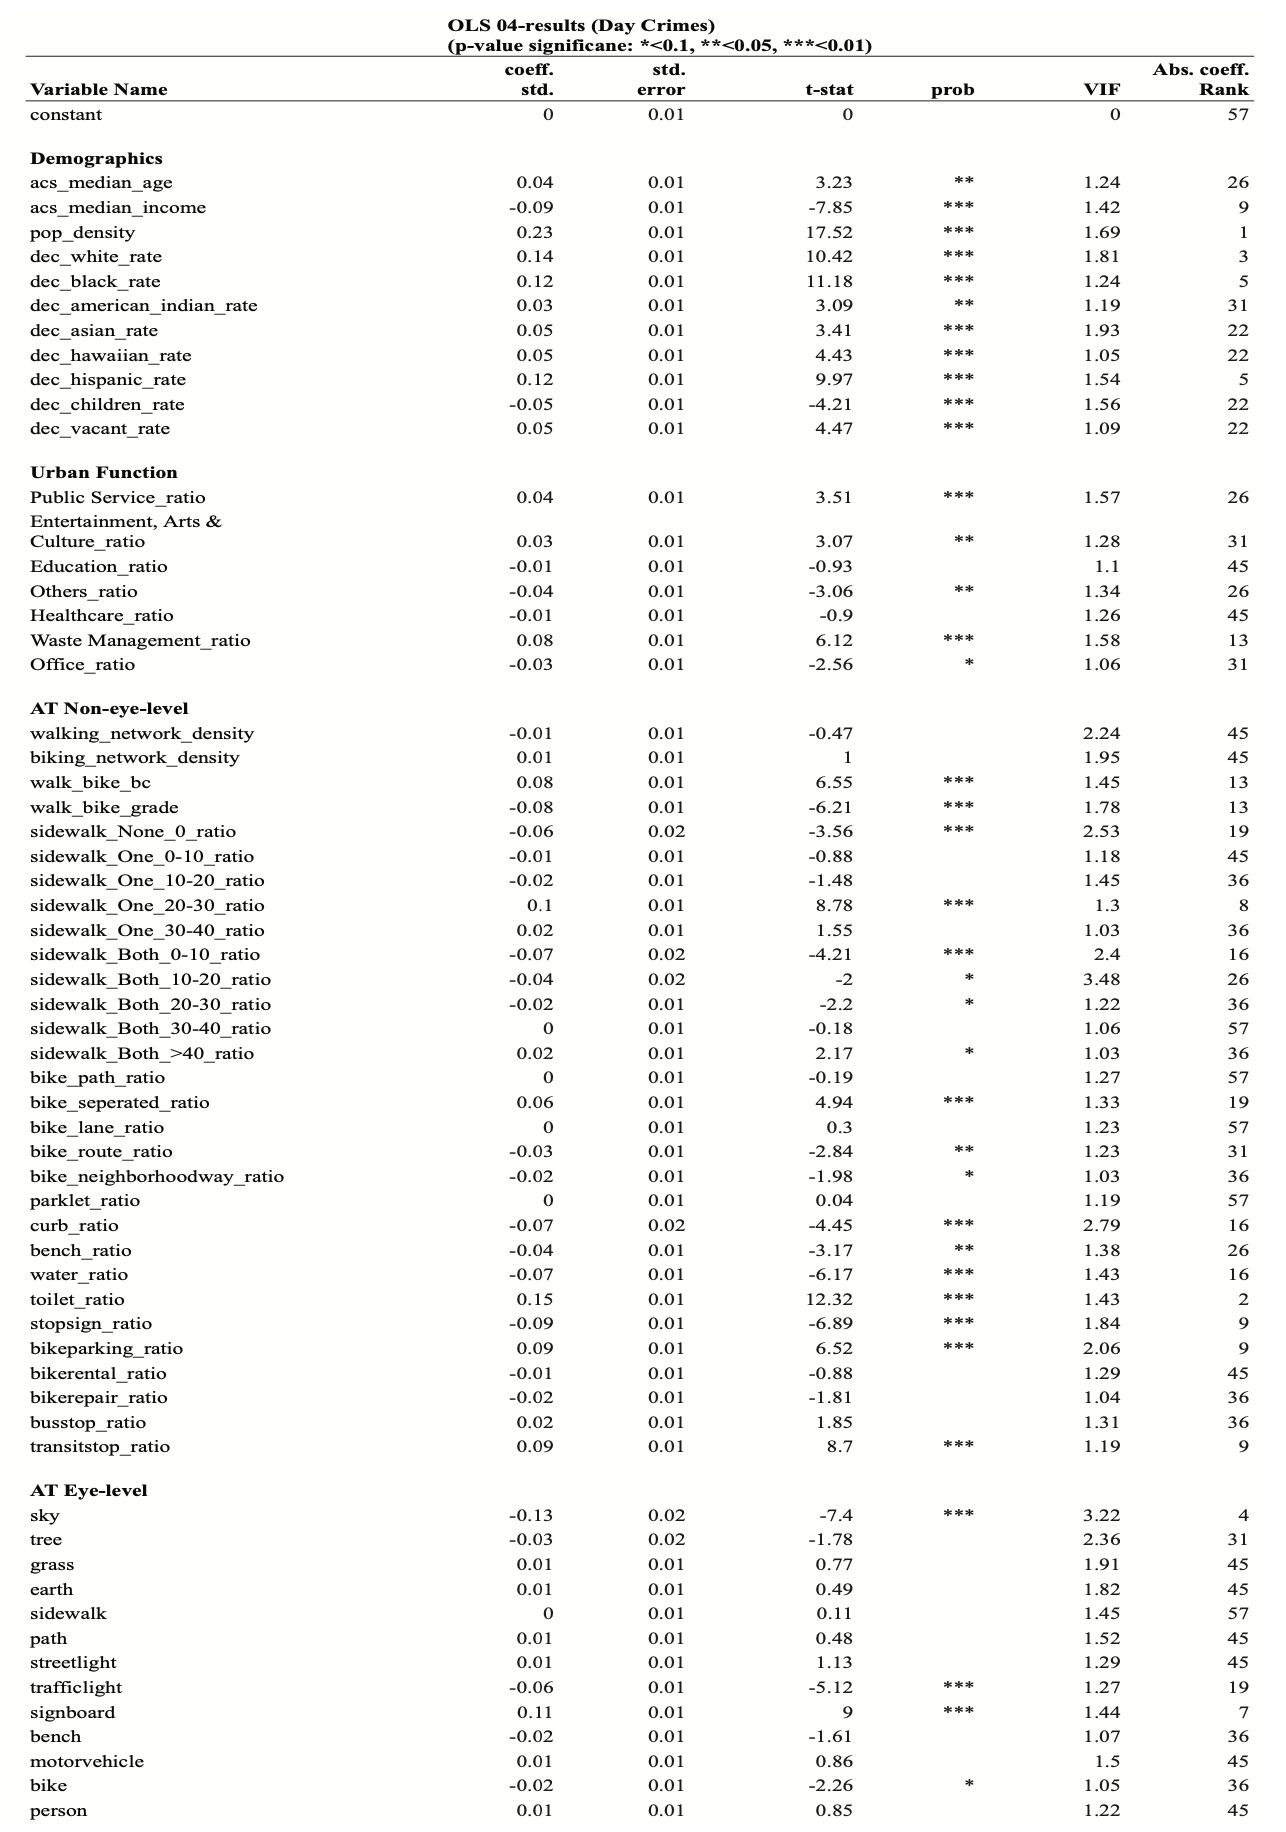 OLS 04-results (Day Crimes)
(p-value significane: *<0.1, **<0.05, ***<0.01)
coeff. std. Abs. coeff.
Variable Name std. error t-stat prob VIF Rank
constant 0 0.01 0 0 57
Demographics
acs_median_age 0.04 0.01 3.23 ** 1.24 26
acs_median_income -0.09 0.01 -7.85 *** 1.42 9
pop_density 0.23 0.01 17.52 *** 1.69 1
dec_white_rate 0.14 0.01 10.42 *** 1.81 3
dec_black_rate 0.12 0.01 11.18 *** 1.24 5
dec_american_indian_rate 0.03 0.01 3.09 ** 1.19 31
dec_asian_rate 0.05 0.01 3.41 *** 1.93 22
dec_hawaiian_rate 0.05 0.01 4.43 *** 1.05 22
dec_hispanic_rate 0.12 0.01 9.97 *** 1.54 5
dec_children_rate -0.05 0.01 -4.21 *** 1.56 22
dec_vacant_rate 0.05 0.01 4.47 *** 1.09 22
Urban Function
Public Service_ratio 0.04 0.01 3.51 *** 1.57 26
Entertainment, Arts &
Culture_ratio 0.03 0.01 3.07 ** 1.28 31
Education_ratio -0.01 0.01 -0.93 1.1 45
Others_ratio -0.04 0.01 -3.06 ** 1.34 26
Healthcare_ratio -0.01 0.01 -0.9 1.26 45
Waste Management_ratio 0.08 0.01 6.12 *** 1.58 13
Office_ratio -0.03 0.01 -2.56 * 1.06 31
AT Non-eye-level
walking_network_density -0.01 0.01 -0.47 2.24 45
biking_network_density 0.01 0.01 1 1.95 45
walk_bike_bc 0.08 0.01 6.55 *** 1.45 13
walk_bike_grade -0.08 0.01 -6.21 *** 1.78 13
sidewalk_None_0_ratio -0.06 0.02 -3.56 *** 2.53 19
sidewalk_One_0-10_ratio -0.01 0.01 -0.88 1.18 45
sidewalk_One_10-20_ratio -0.02 0.01 -1.48 1.45 36
sidewalk_One_20-30_ratio 0.1 0.01 8.78 *** 1.3 8
sidewalk_One_30-40_ratio 0.02 0.01 1.55 1.03 36
sidewalk_Both_0-10_ratio -0.07 0.02 -4.21 *** 2.4 16
sidewalk_Both_10-20_ratio -0.04 0.02 -2 * 3.48 26
sidewalk_Both_20-30_ratio -0.02 0.01 -2.2 * 1.22 36
sidewalk_Both_30-40_ratio 0 0.01 -0.18 1.06 57
sidewalk_Both_>40_ratio 0.02 0.01 2.17 * 1.03 36
bike_path_ratio 0 0.01 -0.19 1.27 57
bike_seperated_ratio 0.06 0.01 4.94 *** 1.33 19
bike_lane_ratio 0 0.01 0.3 1.23 57
bike_route_ratio -0.03 0.01 -2.84 ** 1.23 31
bike_neighborhoodway_ratio -0.02 0.01 -1.98 * 1.03 36
parklet_ratio 0 0.01 0.04 1.19 57
curb_ratio -0.07 0.02 -4.45 *** 2.79 16
bench_ratio -0.04 0.01 -3.17 ** 1.38 26
water_ratio -0.07 0.01 -6.17 *** 1.43 16
toilet_ratio 0.15 0.01 12.32 *** 1.43 2
stopsign_ratio -0.09 0.01 -6.89 *** 1.84 9
bikeparking_ratio 0.09 0.01 6.52 *** 2.06 9
bikerental_ratio -0.01 0.01 -0.88 1.29 45
bikerepair_ratio -0.02 0.01 -1.81 1.04 36
busstop_ratio 0.02 0.01 1.85 1.31 36
transitstop_ratio 0.09 0.01 8.7 *** 1.19 9
AT Eye-level
sky -0.13 0.02 -7.4 *** 3.22 4
tree -0.03 0.02 -1.78 2.36 31
grass 0.01 0.01 0.77 1.91 45
earth 0.01 0.01 0.49 1.82 45
sidewalk 0 0.01 0.11 1.45 57
path 0.01 0.01 0.48 1.52 45
streetlight 0.01 0.01 1.13 1.29 45
trafficlight -0.06 0.01 -5.12 *** 1.27 19
signboard 0.11 0.01 9 *** 1.44 7
bench -0.02 0.01 -1.61 1.07 36
motorvehicle 0.01 0.01 0.86 1.5 45
bike -0.02 0.01 -2.26 * 1.05 36
person 0.01 0.01 0.85 1.22 45